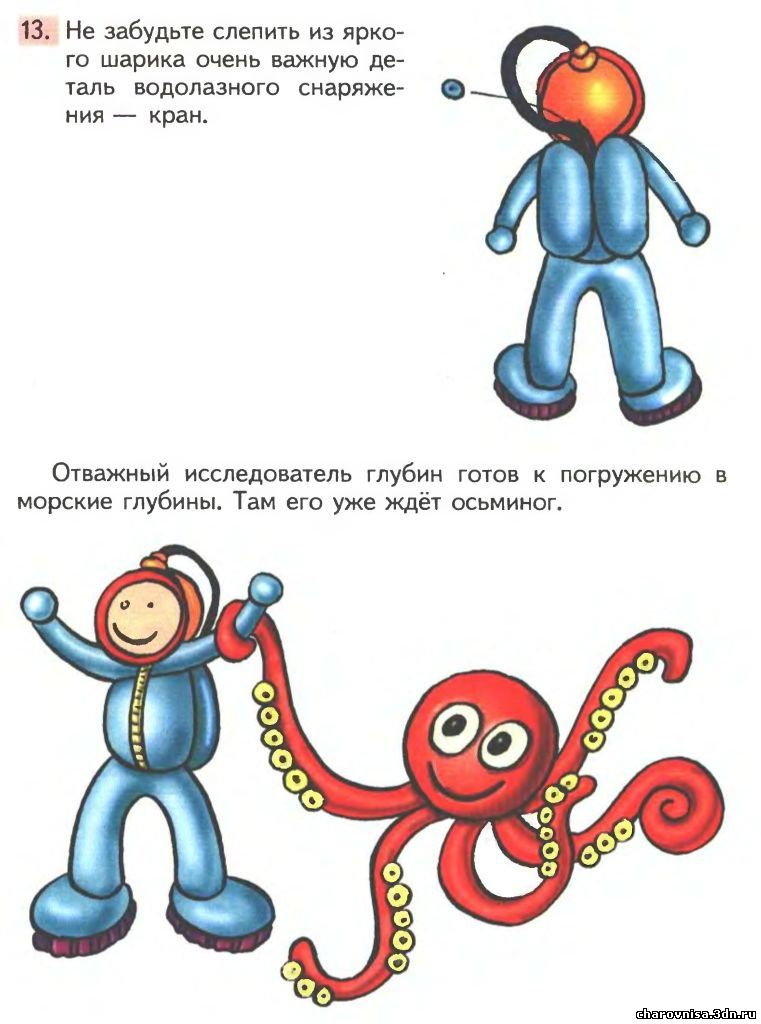 13. Не забудьте слепить из ярко-
го шарика очень важную де-
таль водолазного снаряже-
ния — кран.
Отважный исследователь глубин готов к погружению в
морские глубины. Там его уже ждёт осьминог.
charovnisa.3dn.ru